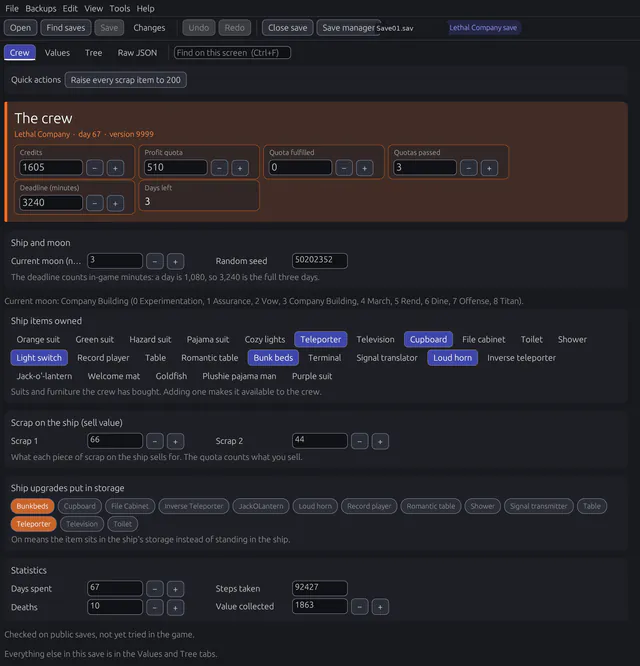 File Backups Edit View Tools Help
Open Find saves Save Changes Undo Redo Close save Save manager Save01.sav Lethal Company save
Crew Values Tree Raw JSON Find on this screen (Ctrl+F)
Quick actions Raise every scrap item to 200
The crew
Lethal Company · day 67 · version 9999
Credits Profit quota Quota fulfilled Quotas passed
1605 − + 510 − + 0 − + 3 − +
Deadline (minutes) Days left
3240 − + 3
Ship and moon
Current moon (n... 3 − + Random seed 50202352
The deadline counts in-game minutes: a day is 1,080, so 3,240 is the full three days.
Current moon: Company Building (0 Experimentation, 1 Assurance, 2 Vow, 3 Company Building, 4 March, 5 Rend, 6 Dine, 7 Offense, 8 Titan).
Ship items owned
Orange suit Green suit Hazard suit Pajama suit Cozy lights Teleporter Television Cupboard File cabinet Toilet Shower
Light switch Record player Table Romantic table Bunk beds Terminal Signal translator Loud horn Inverse teleporter
Jack-o'-lantern Welcome mat Goldfish Plushie pajama man Purple suit
Suits and furniture the crew has bought. Adding one makes it available to the crew.
Scrap on the ship (sell value)
Scrap 1 66 − + Scrap 2 44 − +
What each piece of scrap on the ship sells for. The quota counts what you sell.
Ship upgrades put in storage
Bunkbeds Cupboard File Cabinet Inverse Teleporter JackOLantern Loud horn Record player Romantic table Shower Signal transmitter Table
Teleporter Television Toilet
On means the item sits in the ship's storage instead of standing in the ship.
Statistics
Days spent 67 − + Steps taken 92427
Deaths 10 − + Value collected 1863 − +
Checked on public saves, not yet tried in the game.
Everything else in this save is in the Values and Tree tabs.